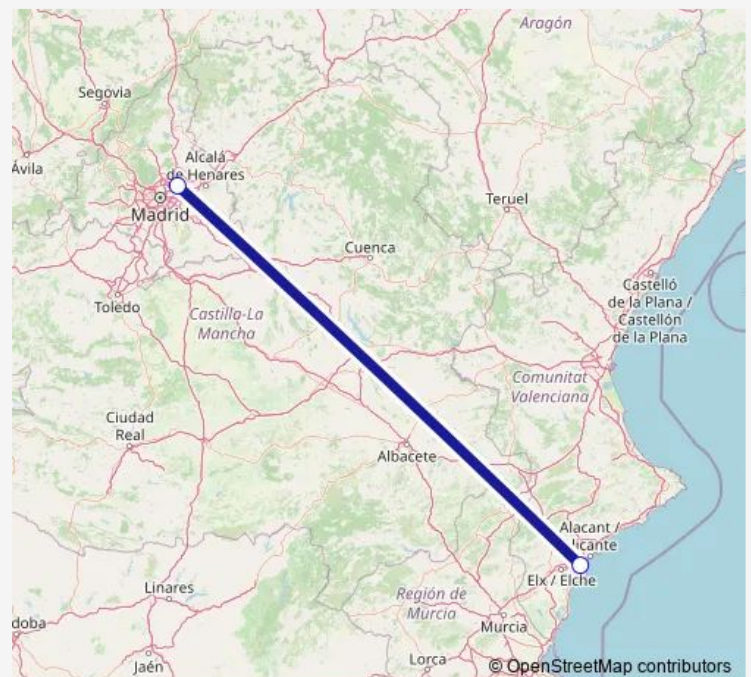 Aragón
Segovia
Ávila
Alcalá
de Henares
Madrid
Teruel
Cuenca
Toledo
Castilla-La
Mancha
Castelló
de la Plana /
Castellón
de la Plana
Comunitat
Valenciana
Ciudad
Real
Albacete
Alacant /
licante
Elx / Elche
Linares
Región de
Murcia
doba
Murcia
Jaén
Lorca
© OpenStreetMap contributors